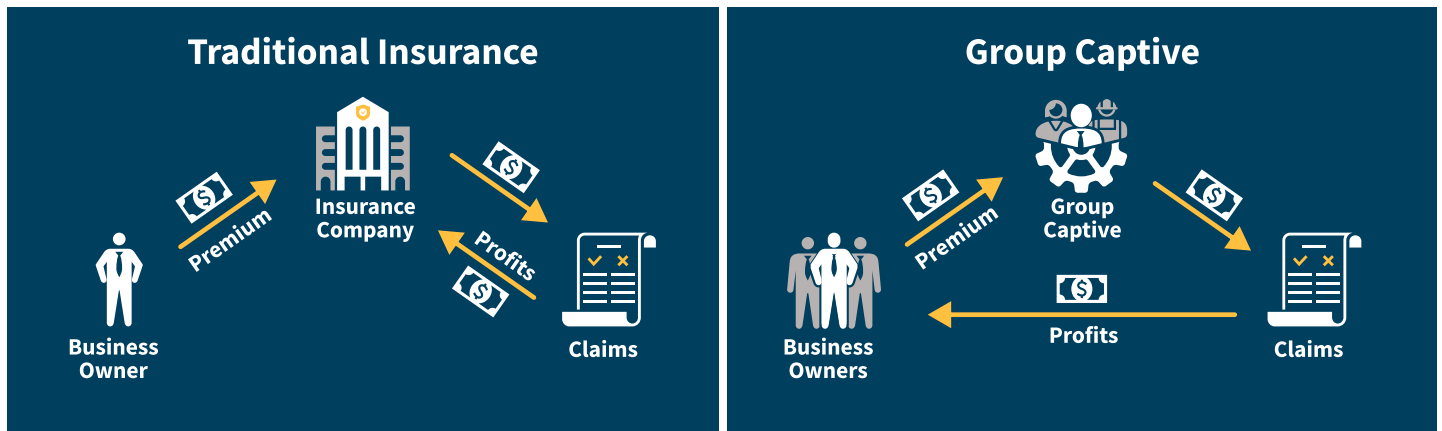 Traditional Insurance
Premium
Insurance
Company
Profits
Business
Owner
Claims
Group Captive
Premium
Group
Captive
Profits
Business
Owners
Claims